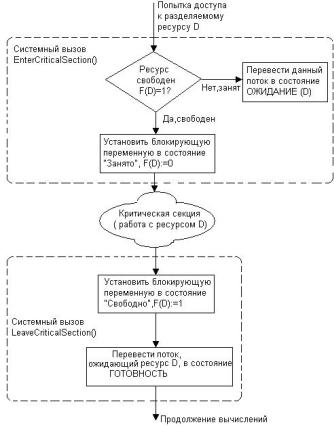 Попытка доступа
к разделяемому
ресурсу D
Системный вызов
EnterCriticalSection()
Ресурс
свободен
F(D)=1?
Нет,занят
Перевести данный
поток в состояние
ОЖИДАНИЕ (D)
Да,свободен
Установить блокирующую
переменную в состояние
"Занято", F(D):=0
Критическая секция
( работа с ресурсом D)
Установить блокирующую
переменную в состояние
"Свободно",F(D):=1
Системный вызов
LeaveCriticalSection()
Перевести поток,
ожидающий ресурс D, в состояние
ГОТОВНОСТЬ
Продолжение вычислений